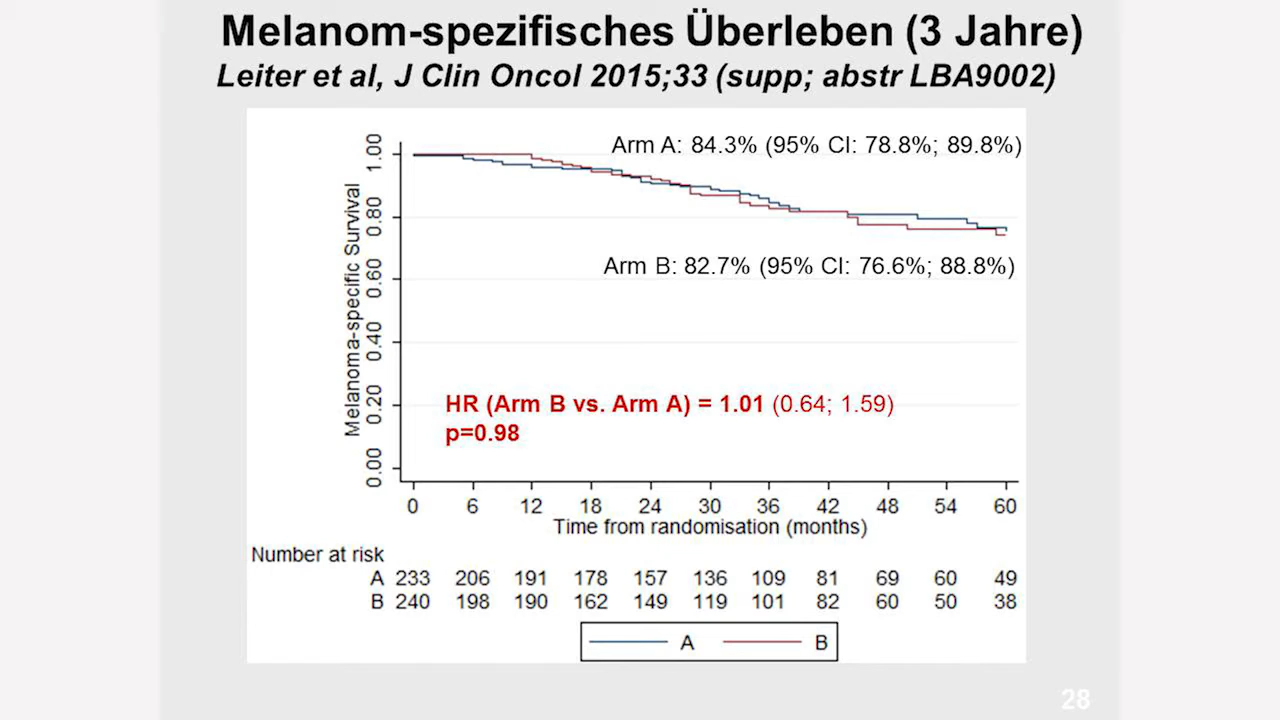 Melanom-spezifisches Überleben (3 Jahre)
Leiter et al, J Clin Oncol 2015;33 (supp; abstr LBA9002)
Arm A: 84.3% (95% CI: 78.8%; 89.8%)
Arm B: 82.7% (95% CI: 76.6%; 88.8%)
HR (Arm B vs. Arm A) = 1.01 (0.64; 1.59)
p=0.98
Melanoma-specific Survival
1.00
0.80
0.60
0.40
0.20
0.00
0 6 12 18 24 30 36 42 48 54 60
Time from randomisation (months)
Number at risk
A 233 206 191 178 157 136 109 81 69 60 49
B 240 198 190 162 149 119 101 82 60 50 38
A B
28